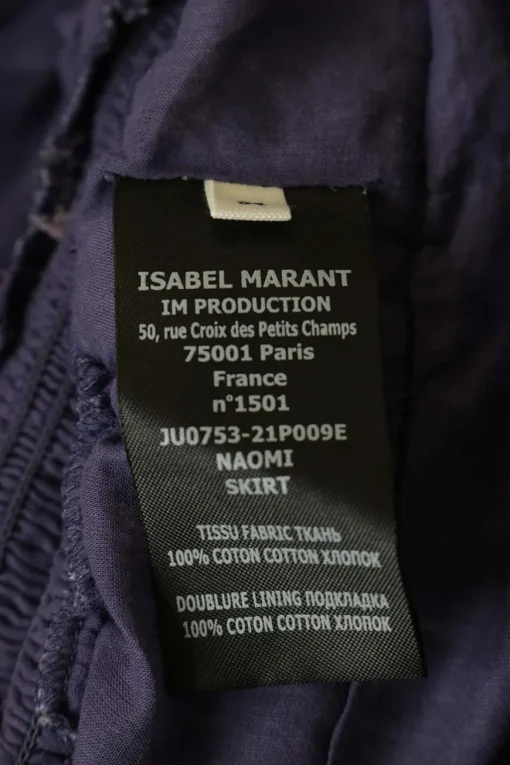 ISABEL MARANT
IM PRODUCTION
50, rue Croix des Petits Champs
75001 Paris
France
n°1501
JU0753-21P009E
NAOMI
SKIRT
TISSU FABRIC ТКАНЬ
100% COTON COTTON ХЛОПОК
DOUBLURE LINING ПОДКЛАДКА
100% COTON COTTON ХЛОПОК